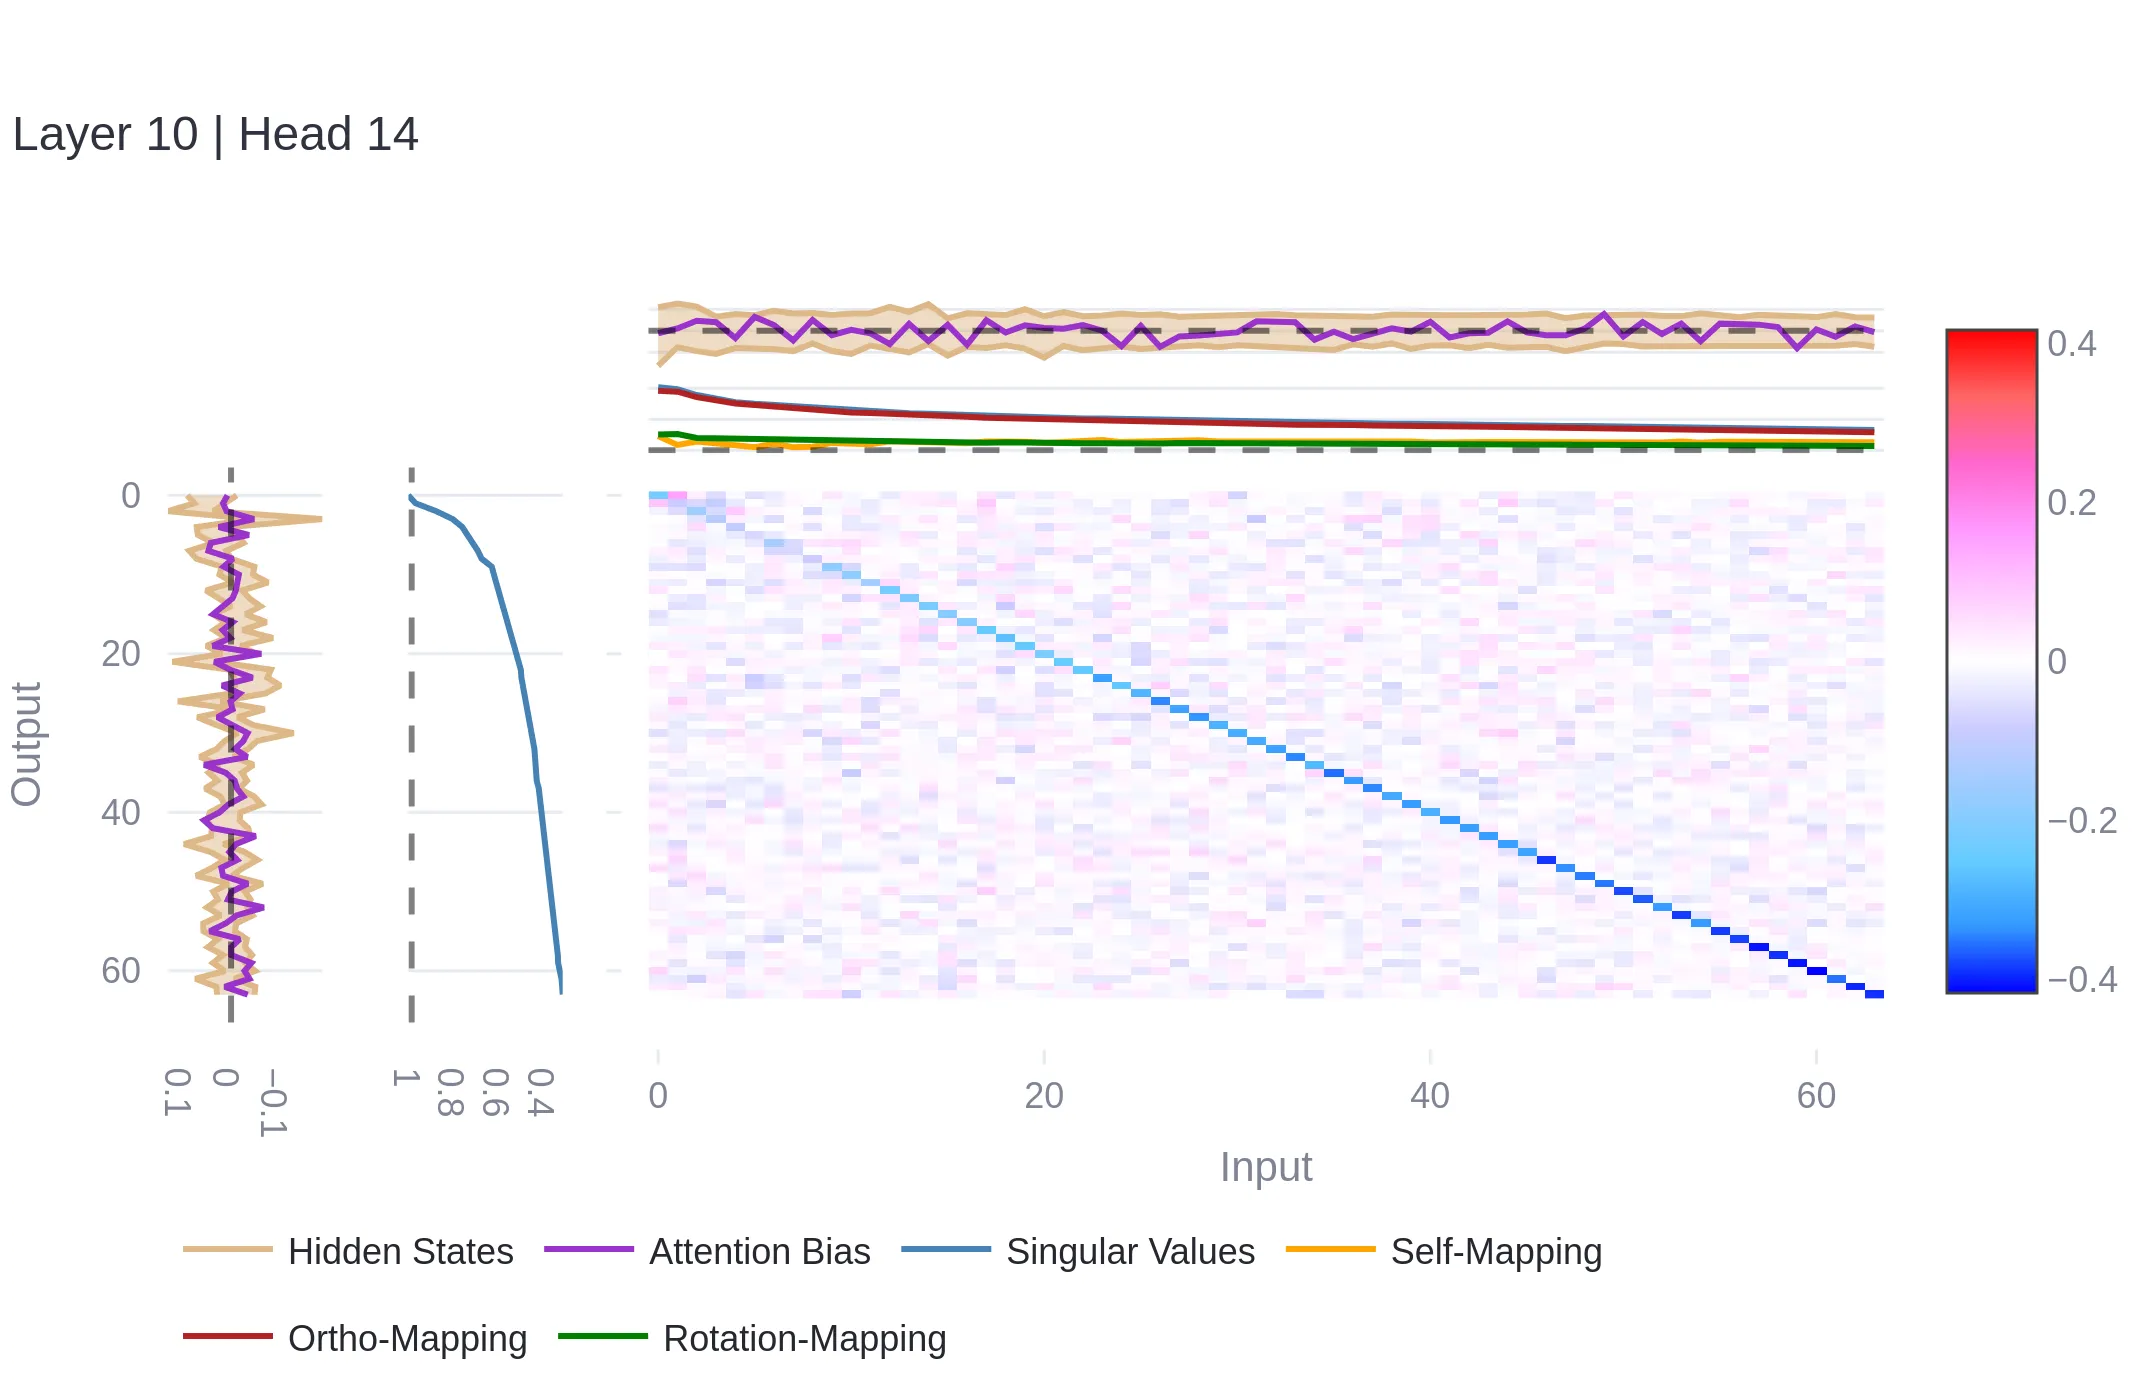 Layer 10 | Head 14
0
20
40
60
Output
0.1
0
−0.1
1
0.8
0.6
0.4
0
20
40
60
Input
0.4
0.2
0
−0.2
−0.4
Hidden States
Attention Bias
Singular Values
Self-Mapping
Ortho-Mapping
Rotation-Mapping